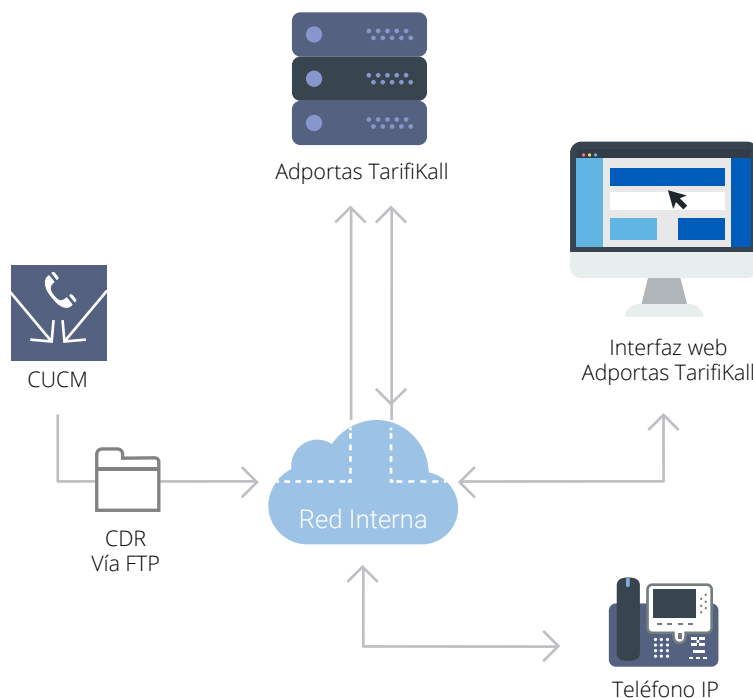 Adportas TarifiKall
Interfaz web
Adportas TarifiKall
CUCM
CDR
Vía FTP
Red Interna
Teléfono IP